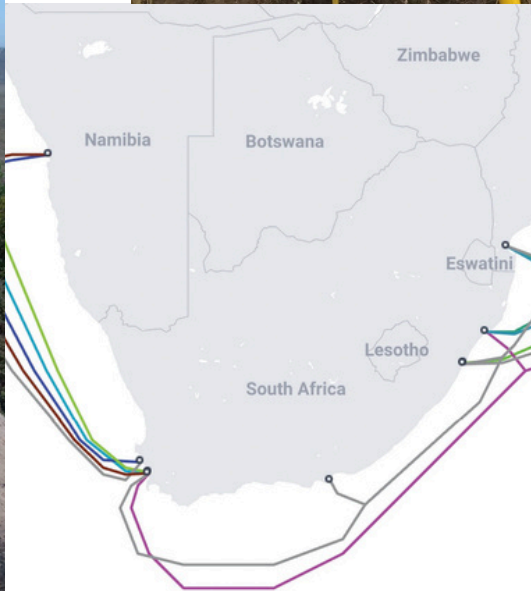 Zimbabwe
Namibia
Botswana
Eswatini
Lesotho
South Africa